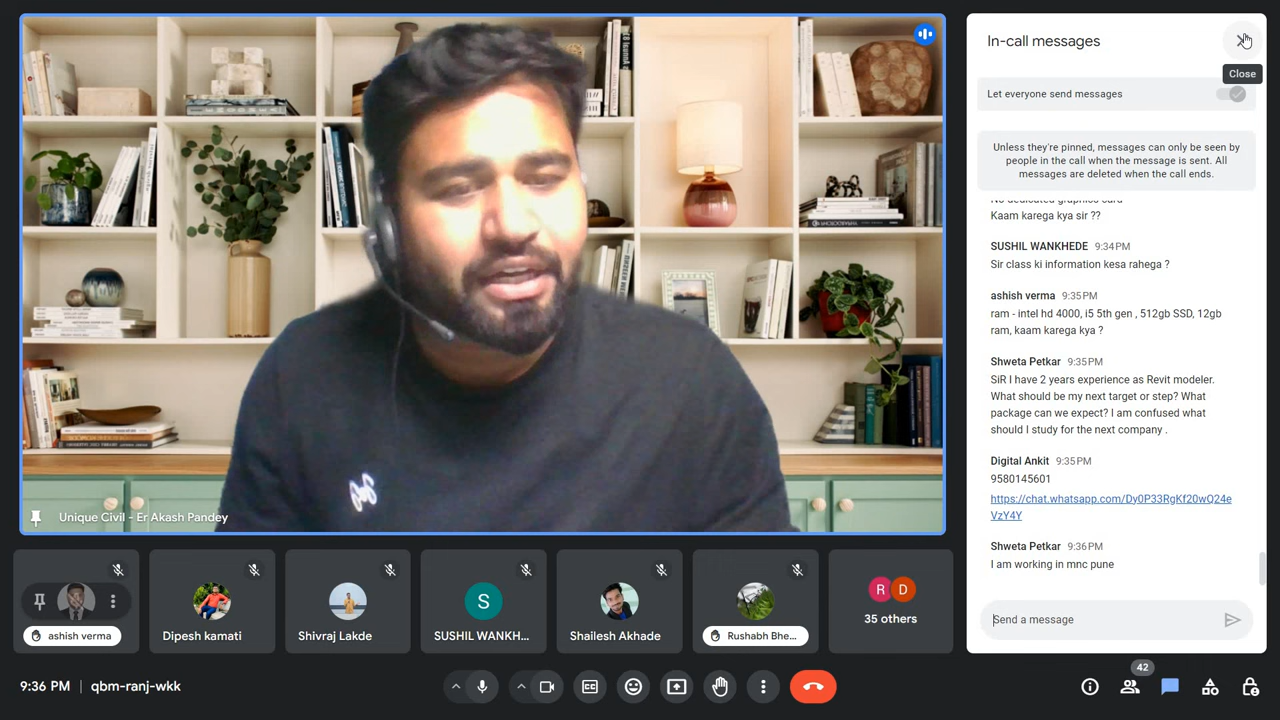 In-call messages
Close
Let everyone send messages
Unless they're pinned, messages can only be seen by
people in the call when the message is sent. All
messages are deleted when the call ends.
No dedicated graphics card
Kaam karega kya sir ??
SUSHIL WANKHEDE 9:34 PM
Sir class ki information kesa rahega ?
ashish verma 9:35 PM
ram - intel hd 4000, i5 5th gen , 512gb SSD, 12gb
ram, kaam karega kya ?
Shweta Petkar 9:35 PM
SiR I have 2 years experience as Revit modeler.
What should be my next target or step? What
package can we expect? I am confused what
should I study for the next company .
Digital Ankit 9:35 PM
9580145601
https://chat.whatsapp.com/Dy0P33RgKf20wQ24e
VzY4Y
Shweta Petkar 9:36 PM
I am working in mnc pune
Send a message
Unique Civil - Er Akash Pandey
ashish verma
Dipesh kamati
Shivraj Lakde
S
SUSHIL WANKH...
Shailesh Akhade
Rushabh Bhe...
R D
35 others
9:36 PM | qbm-ranj-wkk
42